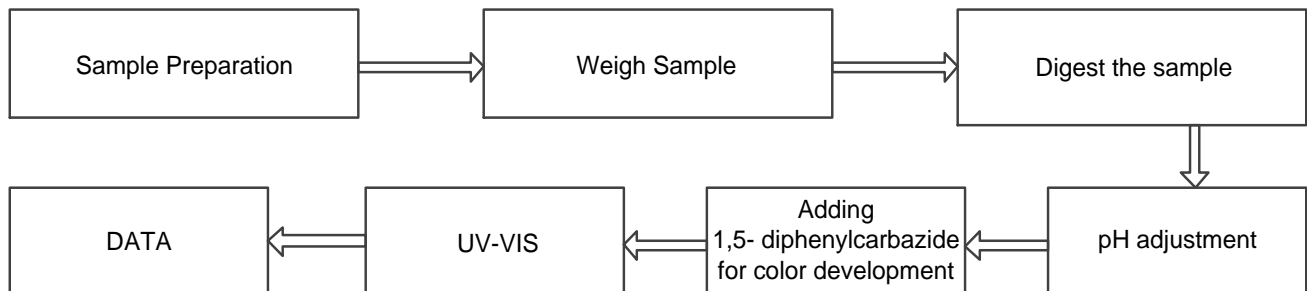 Sample Preparation
Weigh Sample
Digest the sample
pH adjustment
Adding
1,5- diphenylcarbazide
for color development
UV-VIS
DATA